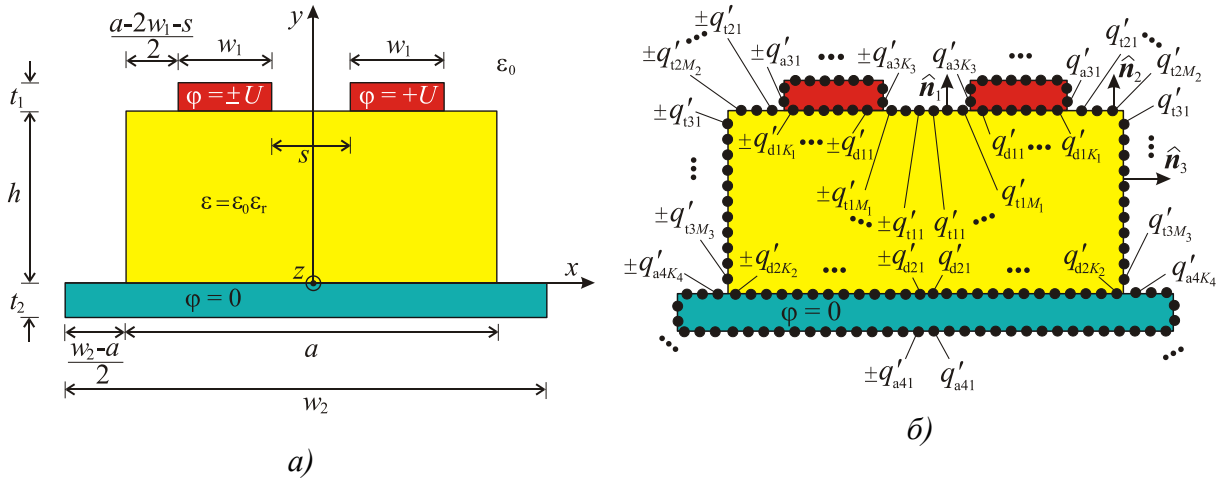 a-2w₁-s
2
w₁
y
w₁
ε₀
t₁
φ = ±U
φ = +U
s
h
ε = ε₀εᵣ
z
x
t₂
φ = 0
w₂-a
2
a
w₂
а)
±q′t21
±q′t2M₂
±q′a31
±q′a3K₃
q′a3K₃
q′a31
q′t21
q′t2M₂
n̂₁
n̂₂
±q′t31
q′t31
±q′d1K₁
±q′d11
q′d11
q′d1K₁
n̂₃
±q′t1M₁
q′t1M₁
±q′t11
q′t11
±q′t3M₃
q′t3M₃
±q′a4K₄
±q′d2K₂
±q′d21
q′d21
q′d2K₂
q′a4K₄
φ = 0
±q′a41
q′a41
б)